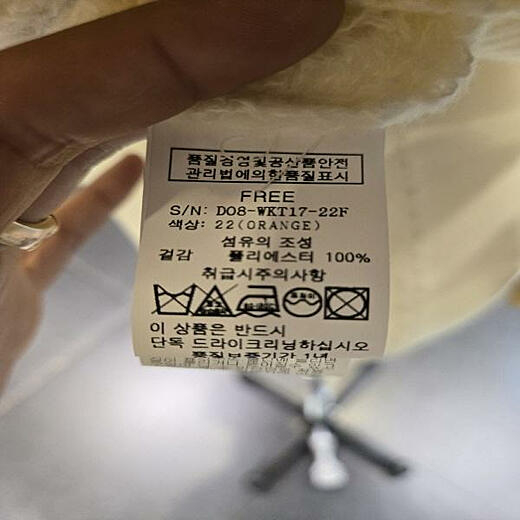 품질경영및공산품안전
관리법에의한품질표시
FREE
S/N: D08-WKT17-22F
색상: 22(ORANGE)
섬유의 조성
겉감 폴리에스터 100%
취급시주의사항
이 상품은 반드시
단독 드라이크리닝하십시오
품질보증기간 1년